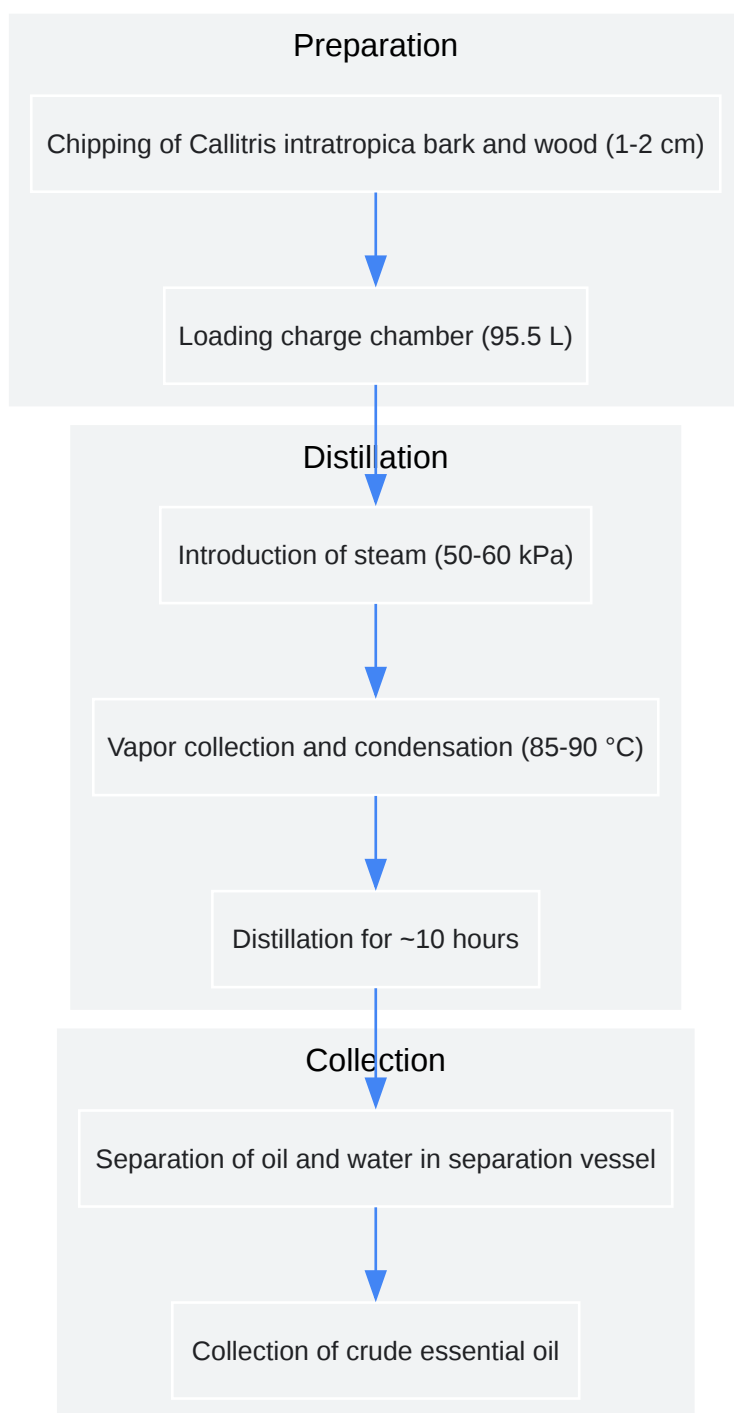 Preparation
Chipping of Callitris intratropica bark and wood (1-2 cm)
Loading charge chamber (95.5 L)
Distillation
Introduction of steam (50-60 kPa)
Vapor collection and condensation (85-90 °C)
Distillation for ~10 hours
Collection
Separation of oil and water in separation vessel
Collection of crude essential oil